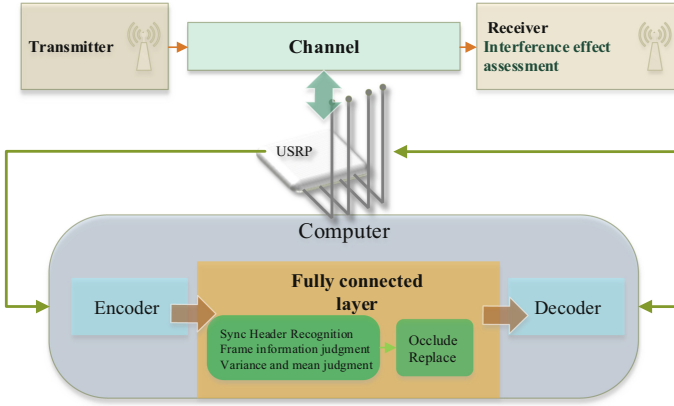 Transmitter
Channel
Receiver
Interference effect
assessment
USRP
Computer
Encoder
Fully connected
layer
Decoder
Sync Header Recognition
Frame information judgment
Variance and mean judgment
Occlude
Replace